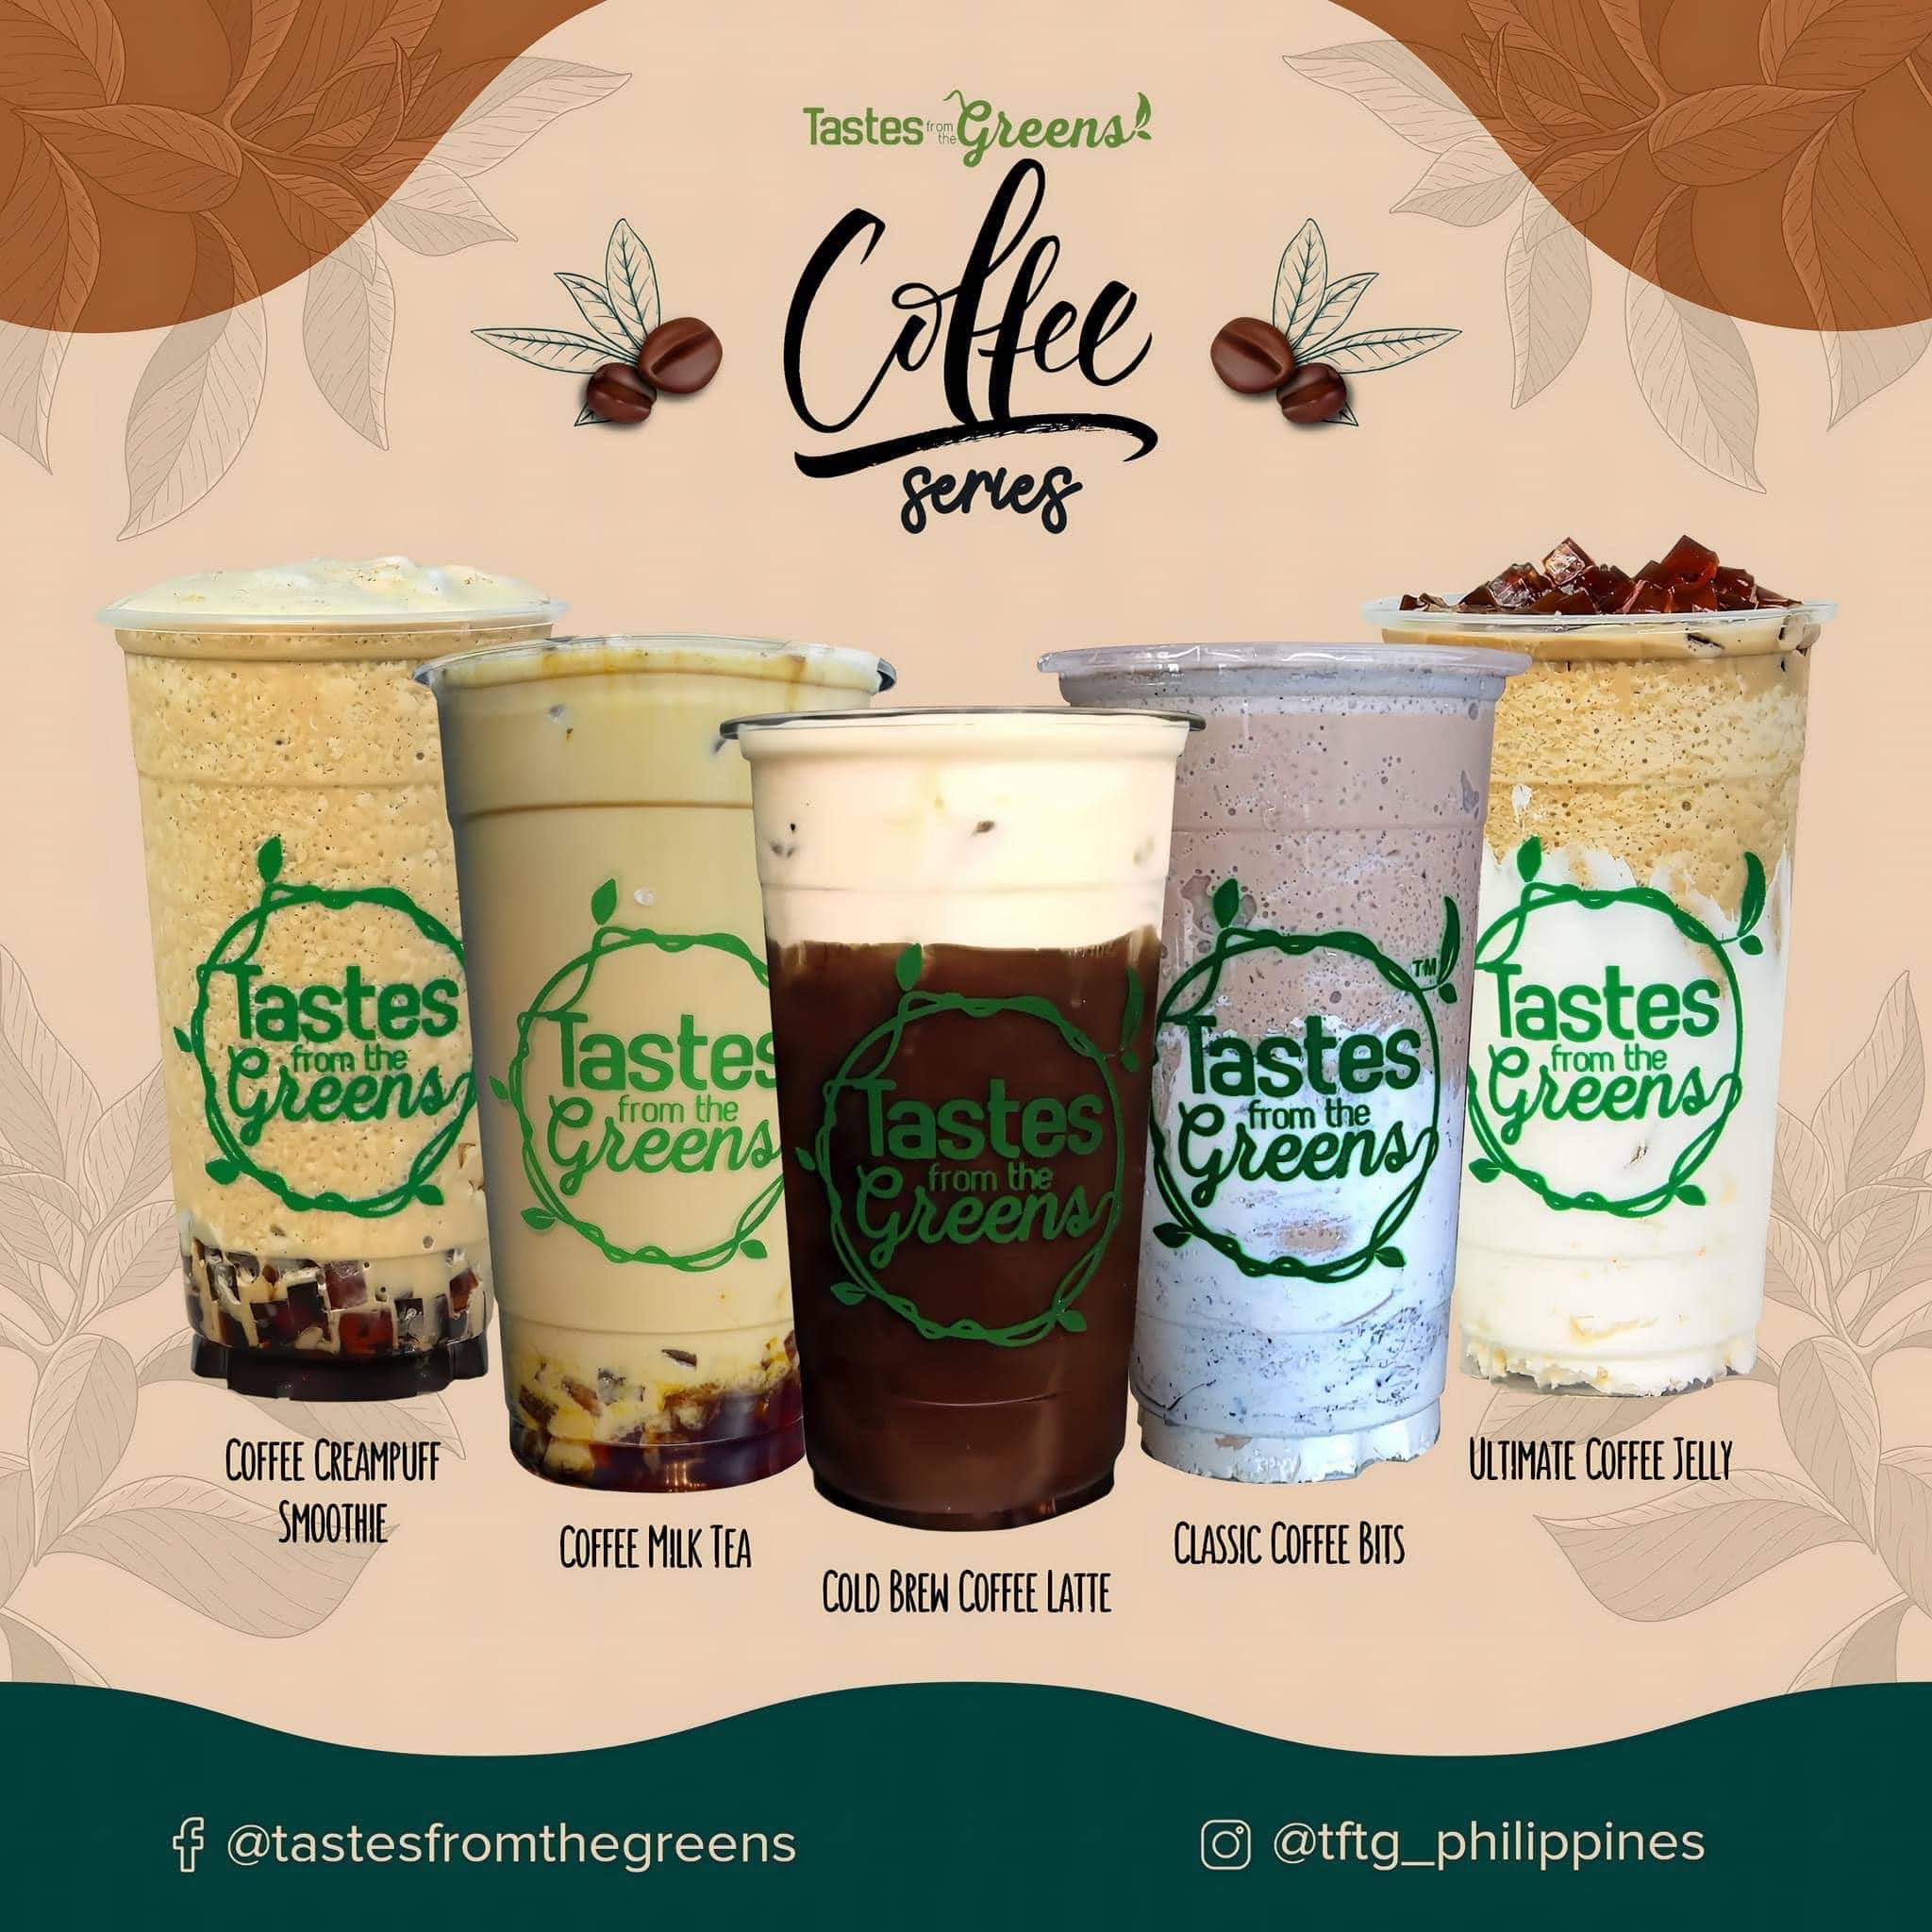 Tastes from the Greens
Coffee
series
Tastes
from the
Greens
Tastes
from the
Greens
Tastes
from the
Greens
TM
Tastes
from the
Greens
Tastes
from the
Greens
COFFEE CREAMPUFF
SMOOTHIE
COFFEE MILK TEA
COLD BREW COFFEE LATTE
CLASSIC COFFEE BITS
ULTIMATE COFFEE JELLY
@tastesfromthegreens
@tftg_philippines